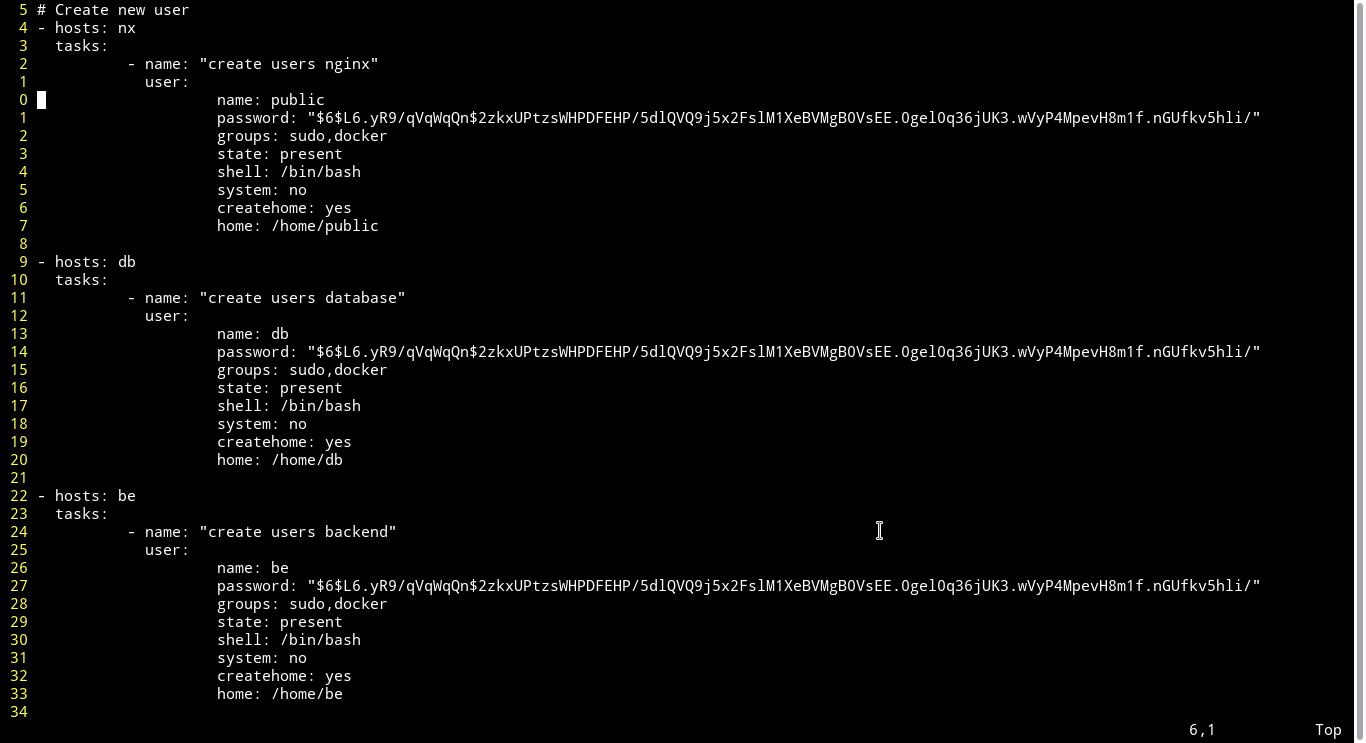 5 # Create new user
4 - hosts: nx
3 tasks:
2 - name: "create users nginx"
1 user:
0 name: public
1 password: "$6$L6.yR9/qVqWqQn$2zkxUPtzsWHPDFEHP/5dlQVQ9j5x2FslM1XeBVMgB0VsEE.0gel0q36jUK3.wVyP4MpevH8m1f.nGUfkv5hli/"
2 groups: sudo,docker
3 state: present
4 shell: /bin/bash
5 system: no
6 createhome: yes
7 home: /home/public
8
9 - hosts: db
10 tasks:
11 - name: "create users database"
12 user:
13 name: db
14 password: "$6$L6.yR9/qVqWqQn$2zkxUPtzsWHPDFEHP/5dlQVQ9j5x2FslM1XeBVMgB0VsEE.0gel0q36jUK3.wVyP4MpevH8m1f.nGUfkv5hli/"
15 groups: sudo,docker
16 state: present
17 shell: /bin/bash
18 system: no
19 createhome: yes
20 home: /home/db
21
22 - hosts: be
23 tasks:
24 - name: "create users backend"
25 user:
26 name: be
27 password: "$6$L6.yR9/qVqWqQn$2zkxUPtzsWHPDFEHP/5dlQVQ9j5x2FslM1XeBVMgB0VsEE.0gel0q36jUK3.wVyP4MpevH8m1f.nGUfkv5hli/"
28 groups: sudo,docker
29 state: present
30 shell: /bin/bash
31 system: no
32 createhome: yes
33 home: /home/be
34
6,1 Top